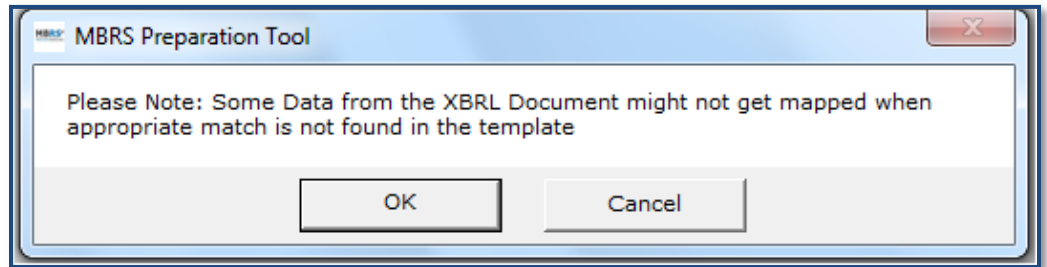 MBRS MBRS Preparation Tool
Please Note: Some Data from the XBRL Document might not get mapped when
appropriate match is not found in the template
OK Cancel